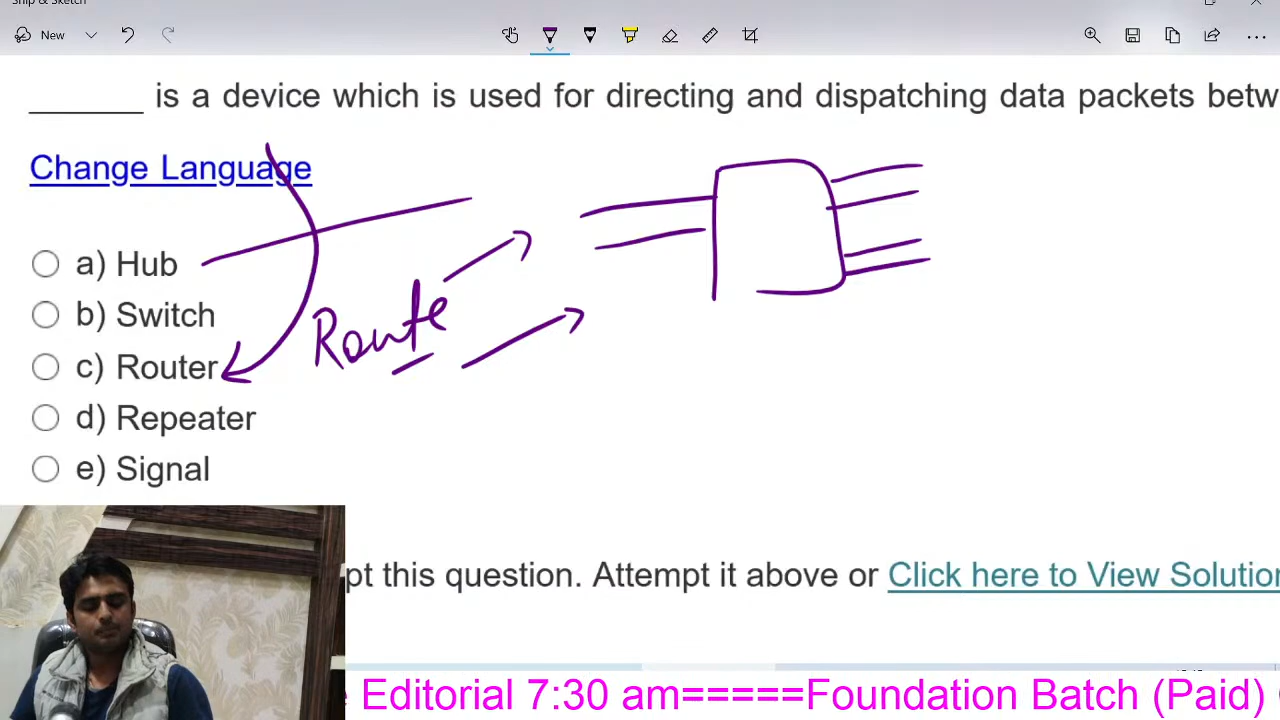 Snip & Sketch
New
_______ is a device which is used for directing and dispatching data packets betw
Change Language
a) Hub
b) Switch
c) Router
d) Repeater
e) Signal
Route
pt this question. Attempt it above or Click here to View Solution
Editorial 7:30 am=====Foundation Batch (Paid)